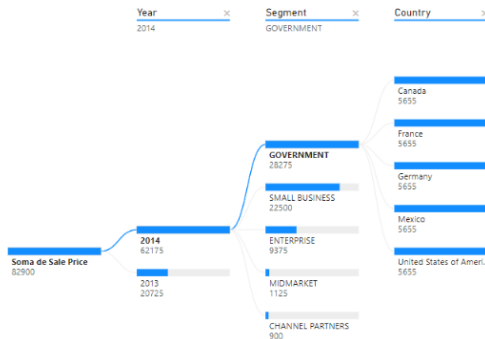 Year ×
2014
Segment ×
GOVERNMENT
Country ×
Soma de Sale Price
82900
2014
62175
2013
20725
GOVERNMENT
28275
SMALL BUSINESS
22500
ENTERPRISE
9375
MIDMARKET
1125
CHANNEL PARTNERS
900
Canada
5655
France
5655
Germany
5655
Mexico
5655
United States of Ameri..
5655